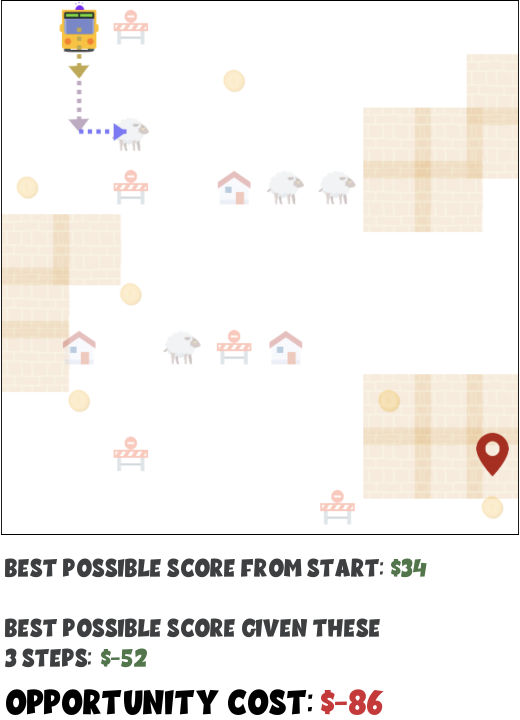 BEST POSSIBLE SCORE FROM START: $34
BEST POSSIBLE SCORE GIVEN THESE
3 STEPS: $-52
OPPORTUNITY COST: $-86